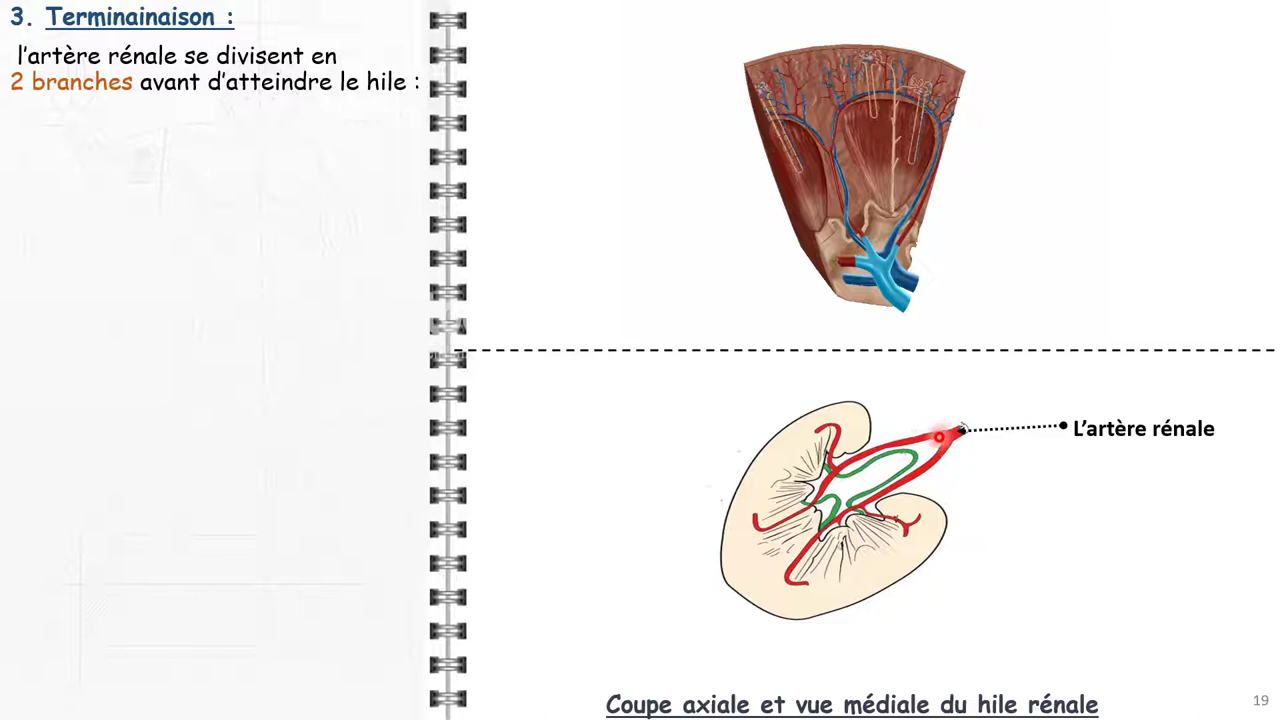 3. Terminainaison :
l’artère rénale se divisent en
2 branches avant d’atteindre le hile :
L’artère rénale
Coupe axiale et vue médiale du hile rénale
19